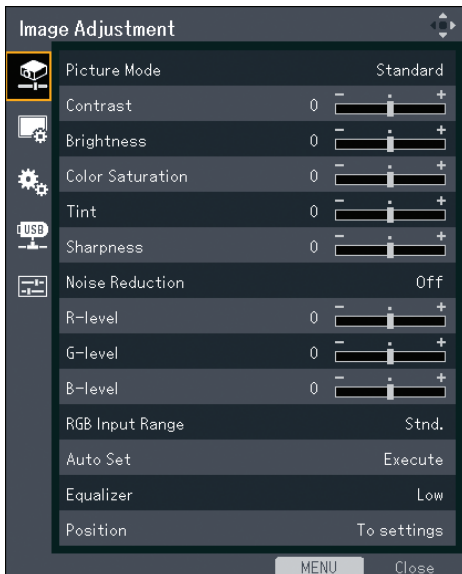 Image Adjustment
Picture Mode Standard
Contrast 0 - +
Brightness 0 - +
Color Saturation 0 - +
Tint 0 - +
USB
Sharpness 0 - +
Noise Reduction Off
R-level 0 - +
G-level 0 - +
B-level 0 - +
RGB Input Range Stnd.
Auto Set Execute
Equalizer Low
Position To settings
MENU Close